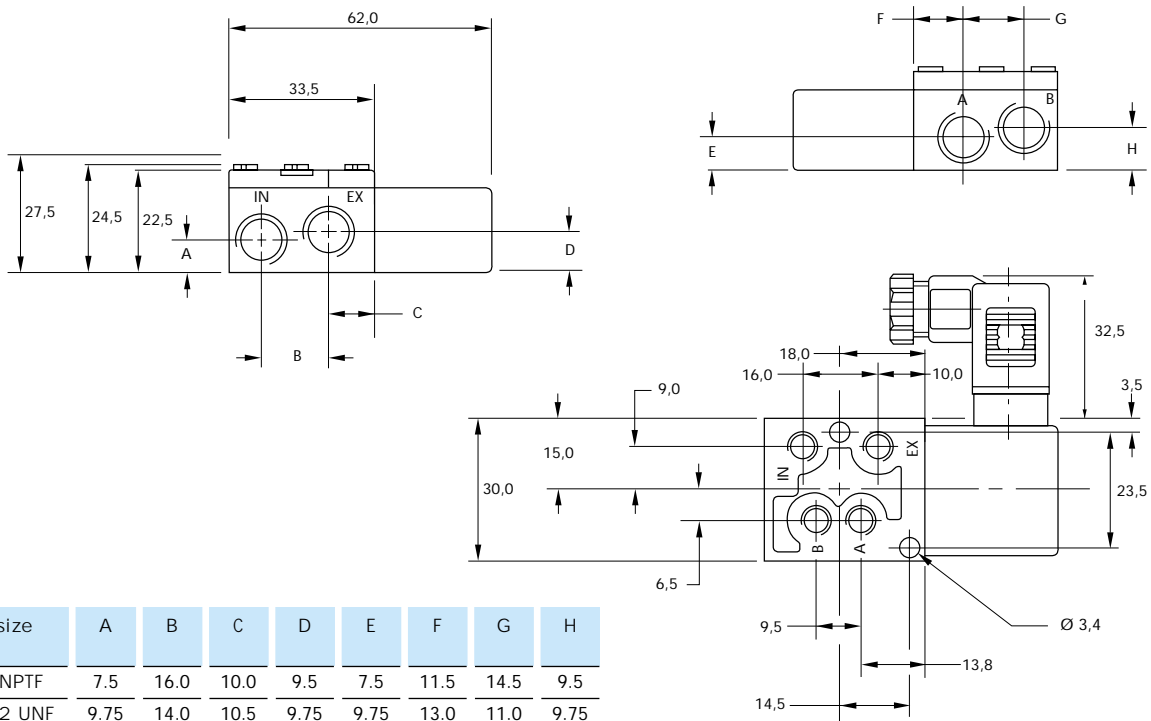 62,0
33,5
27,5
24,5
22,5
IN
EX
A
D
B
C
F
A
G
A
B
E
H
18,0
16,0
10,0
9,0
32,5
3,5
15,0
30,0
23,5
IN
EX
B
A
6,5
9,5
13,8
14,5
Ø 3,4
size A B C D E F G H
NPTF 7.5 16.0 10.0 9.5 7.5 11.5 14.5 9.5
2 UNF 9.75 14.0 10.5 9.75 9.75 13.0 11.0 9.75